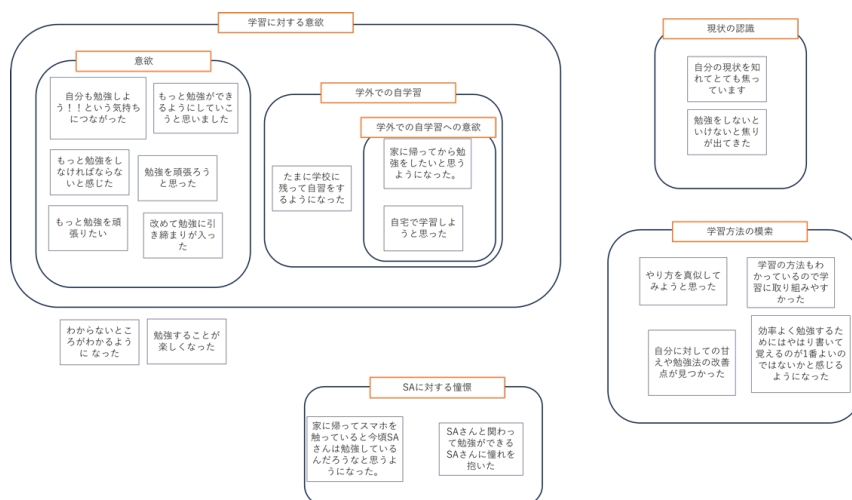 学習に対する意欲
意欲
自分も勉強しよ
う！！という気持ち
につながった
もっと勉強ができ
るようにしていこ
うと思いました
もっと勉強をし
なければならな
いと感じた
勉強を頑張ろう
と思った
もっと勉強を頑
張りたい
改めて勉強に引
き締まりが入っ
た
学外での自学習
たまに学校に
残って自習をす
るようになった
学外での自学習への意欲
家に帰ってから勉
強をしたいと思う
ようになった。
自宅で学習しよ
うと思った
わからないとこ
ろがわかるよう
に なった
勉強することが
楽しくなった
SAに対する憧憬
家に帰ってスマホを
触っていると今頃SA
さんは勉強している
んだろうなと思うよ
うになった。
SAさんと関わっ
て勉強ができる
SAさんに憧れを
抱いた
現状の認識
自分の現状を知
れてとても焦っ
ています
勉強をしないと
いけないと焦り
が出てきた
学習方法の模索
やり方を真似して
みようと思った
学習の方法もわ
かっているので学
習に取り組みやす
かった
自分に対しての甘
えや勉強法の改善
点が見つかった
効率よく勉強するた
めにはやはり書いて
覚えるのが1番よいの
ではないかと感じる
ようになった